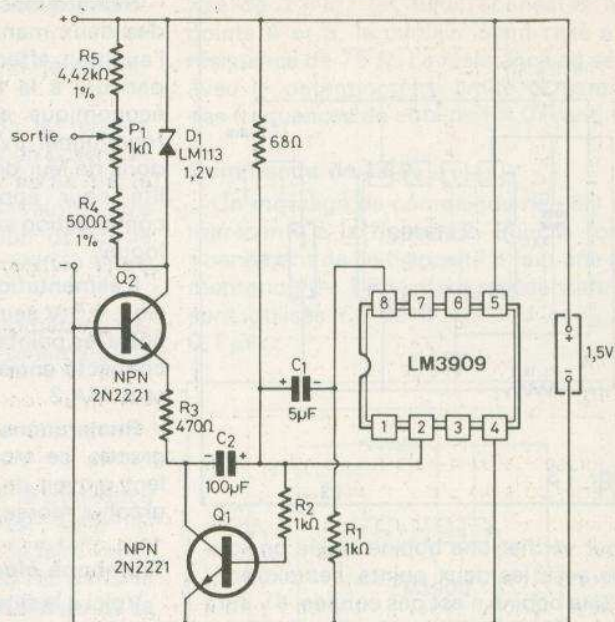 +
R5
4,42kΩ
1%
sortie
P1
1kΩ
D1
LM113
1,2V
68Ω
R4
500Ω
1%
–
Q2
NPN
2N2221
R3
470Ω
C1
+ –
5µF
8 7 6 5
LM3909
1 2 3 4
+
1,5V
–
C2
– +
100µF
Q1
NPN
2N2221
R2
1kΩ
R1
1kΩ